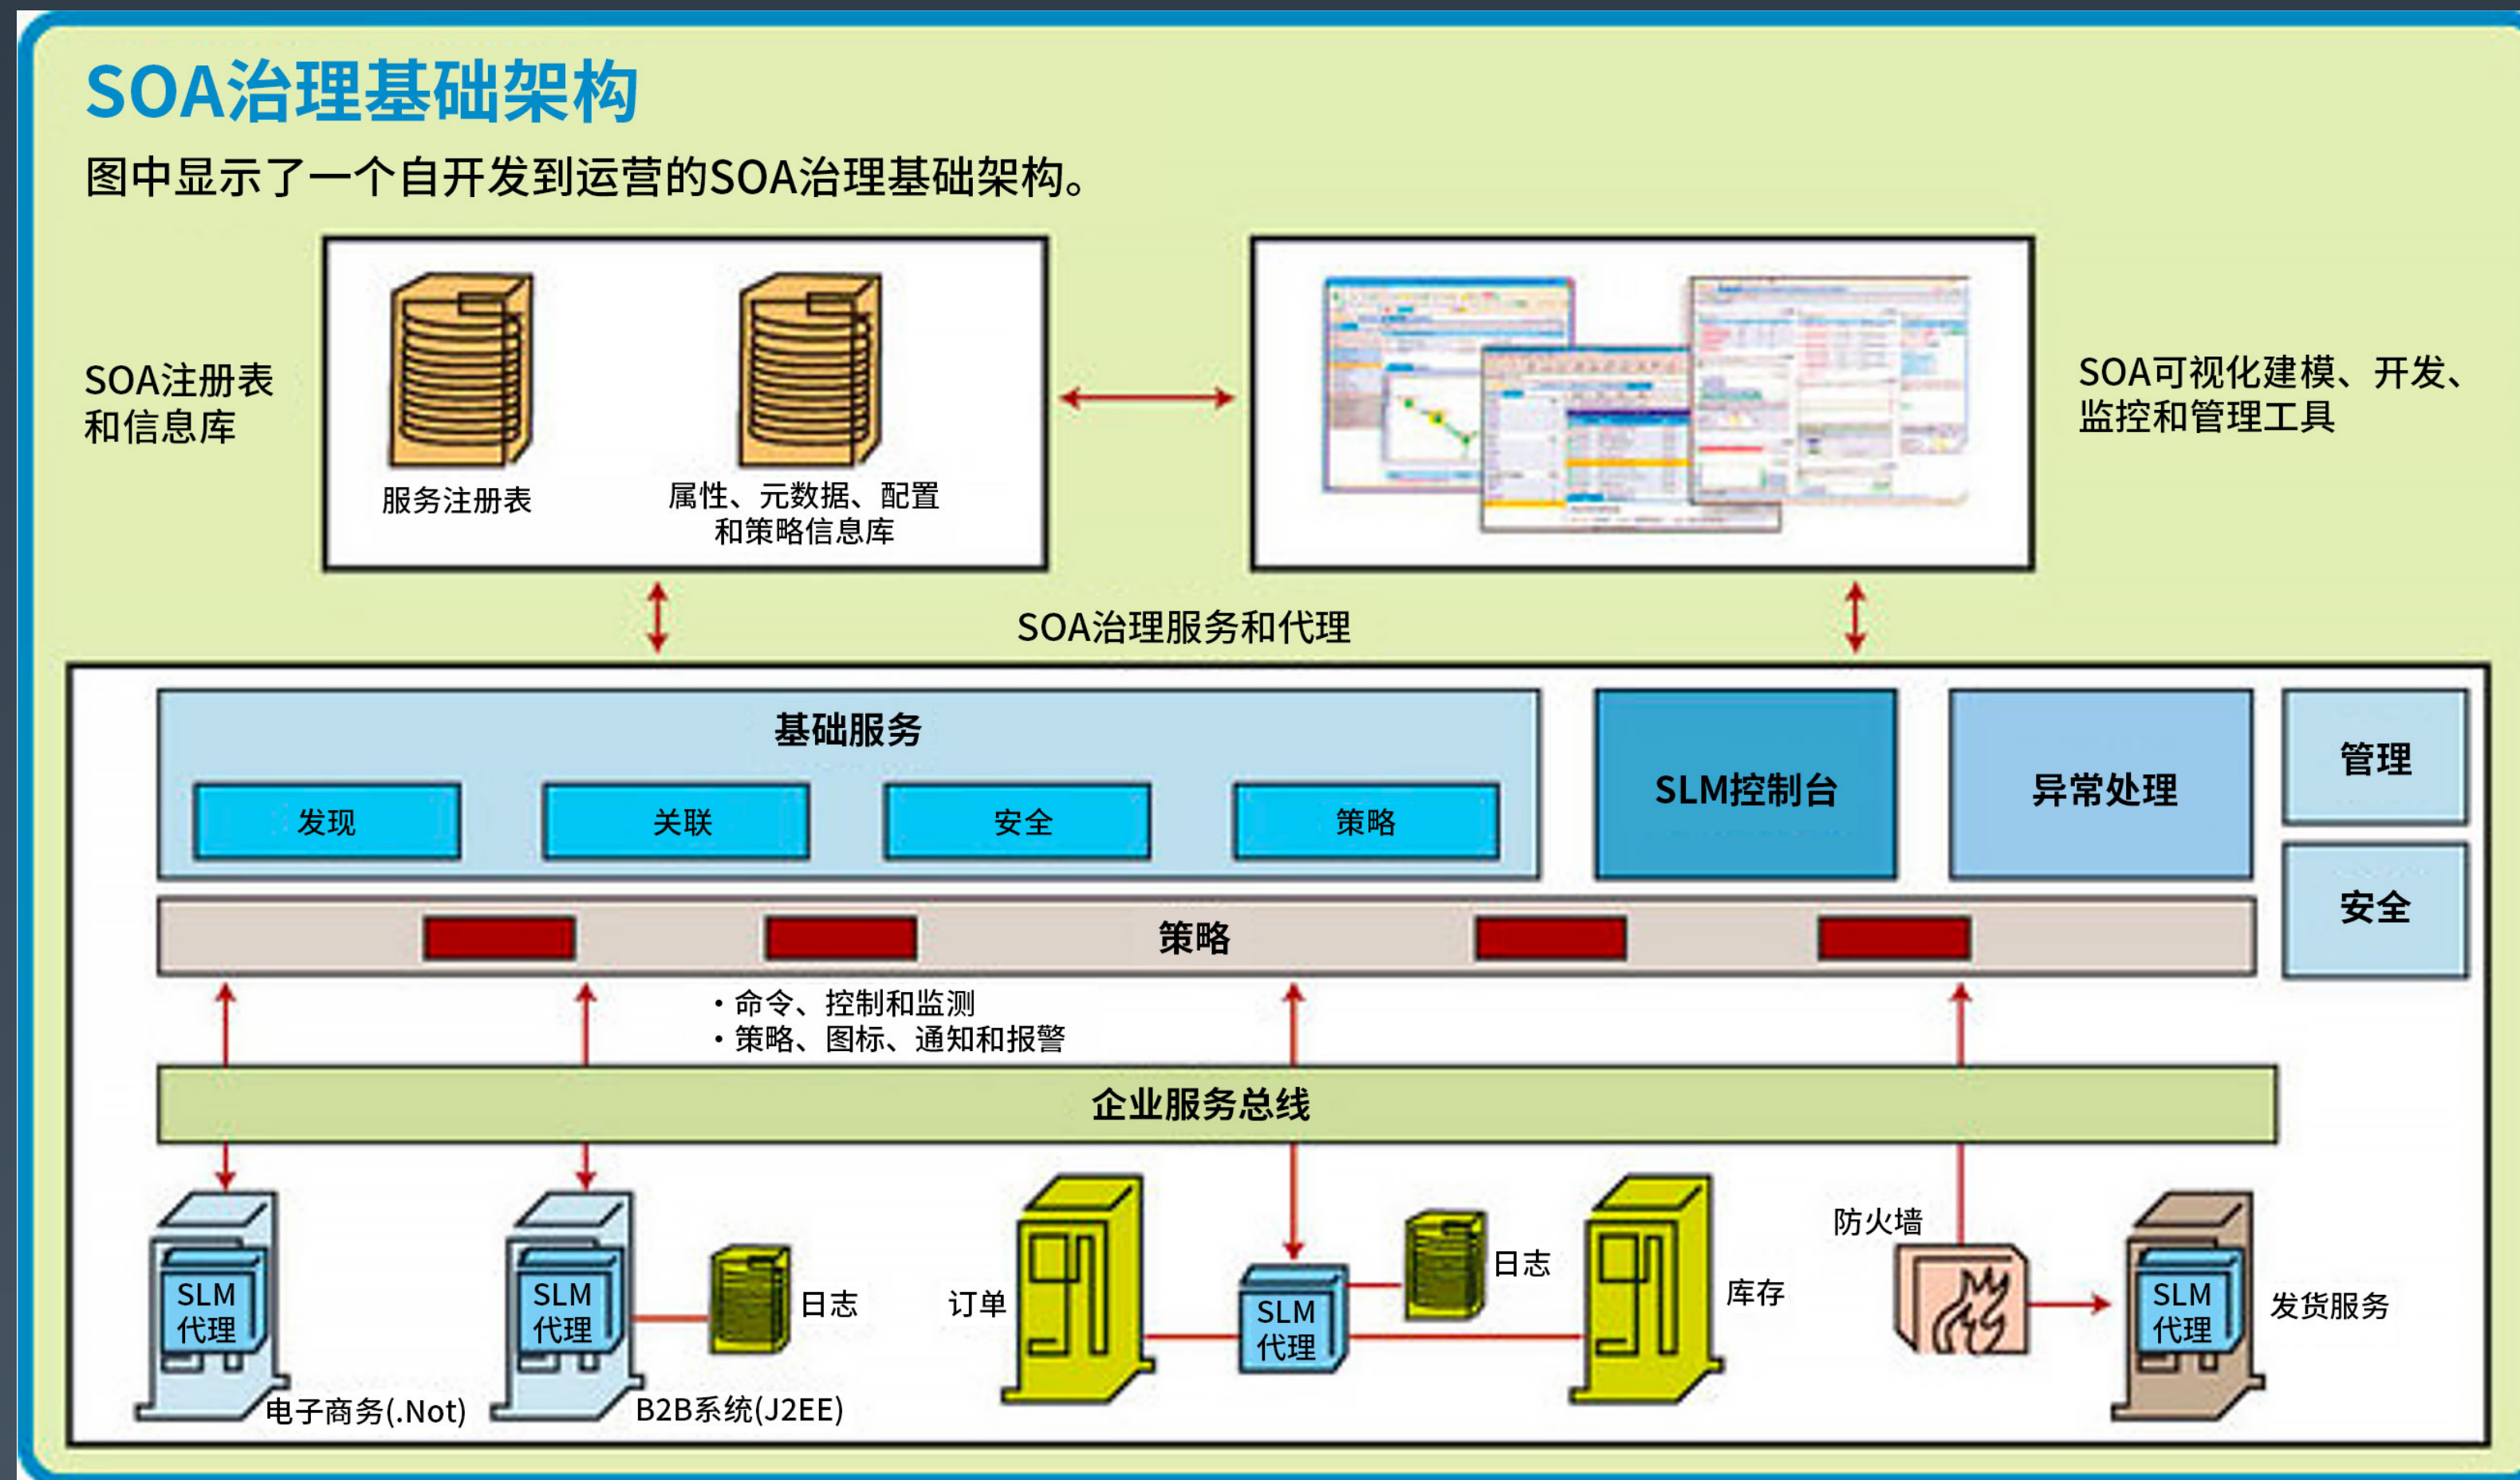 SOA治理基础架构
图中显示了一个自开发到运营的SOA治理基础架构。
SOA注册表
和信息库
服务注册表
属性、元数据、配置
和策略信息库
SOA可视化建模、开发、
监控和管理工具
SOA治理服务和代理
基础服务
发现
关联
安全
策略
SLM控制台
异常处理
管理
安全
策略
・命令、控制和监测
・策略、图标、通知和报警
企业服务总线
SLM
代理
电子商务(.Not)
SLM
代理
日志
B2B系统(J2EE)
订单
SLM
代理
日志
库存
防火墙
SLM
代理
发货服务